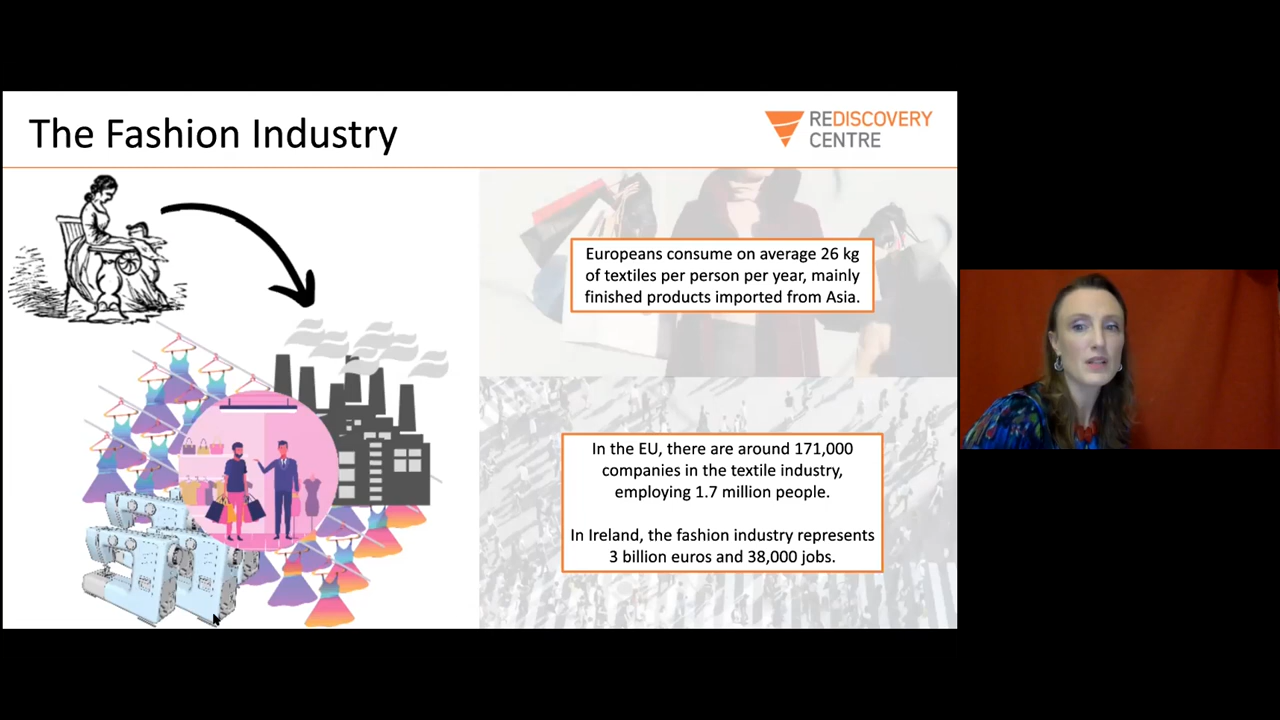 The Fashion Industry
REDISCOVERY
CENTRE
Europeans consume on average 26 kg
of textiles per person per year, mainly
finished products imported from Asia.
In the EU, there are around 171,000
companies in the textile industry,
employing 1.7 million people.
In Ireland, the fashion industry represents
3 billion euros and 38,000 jobs.